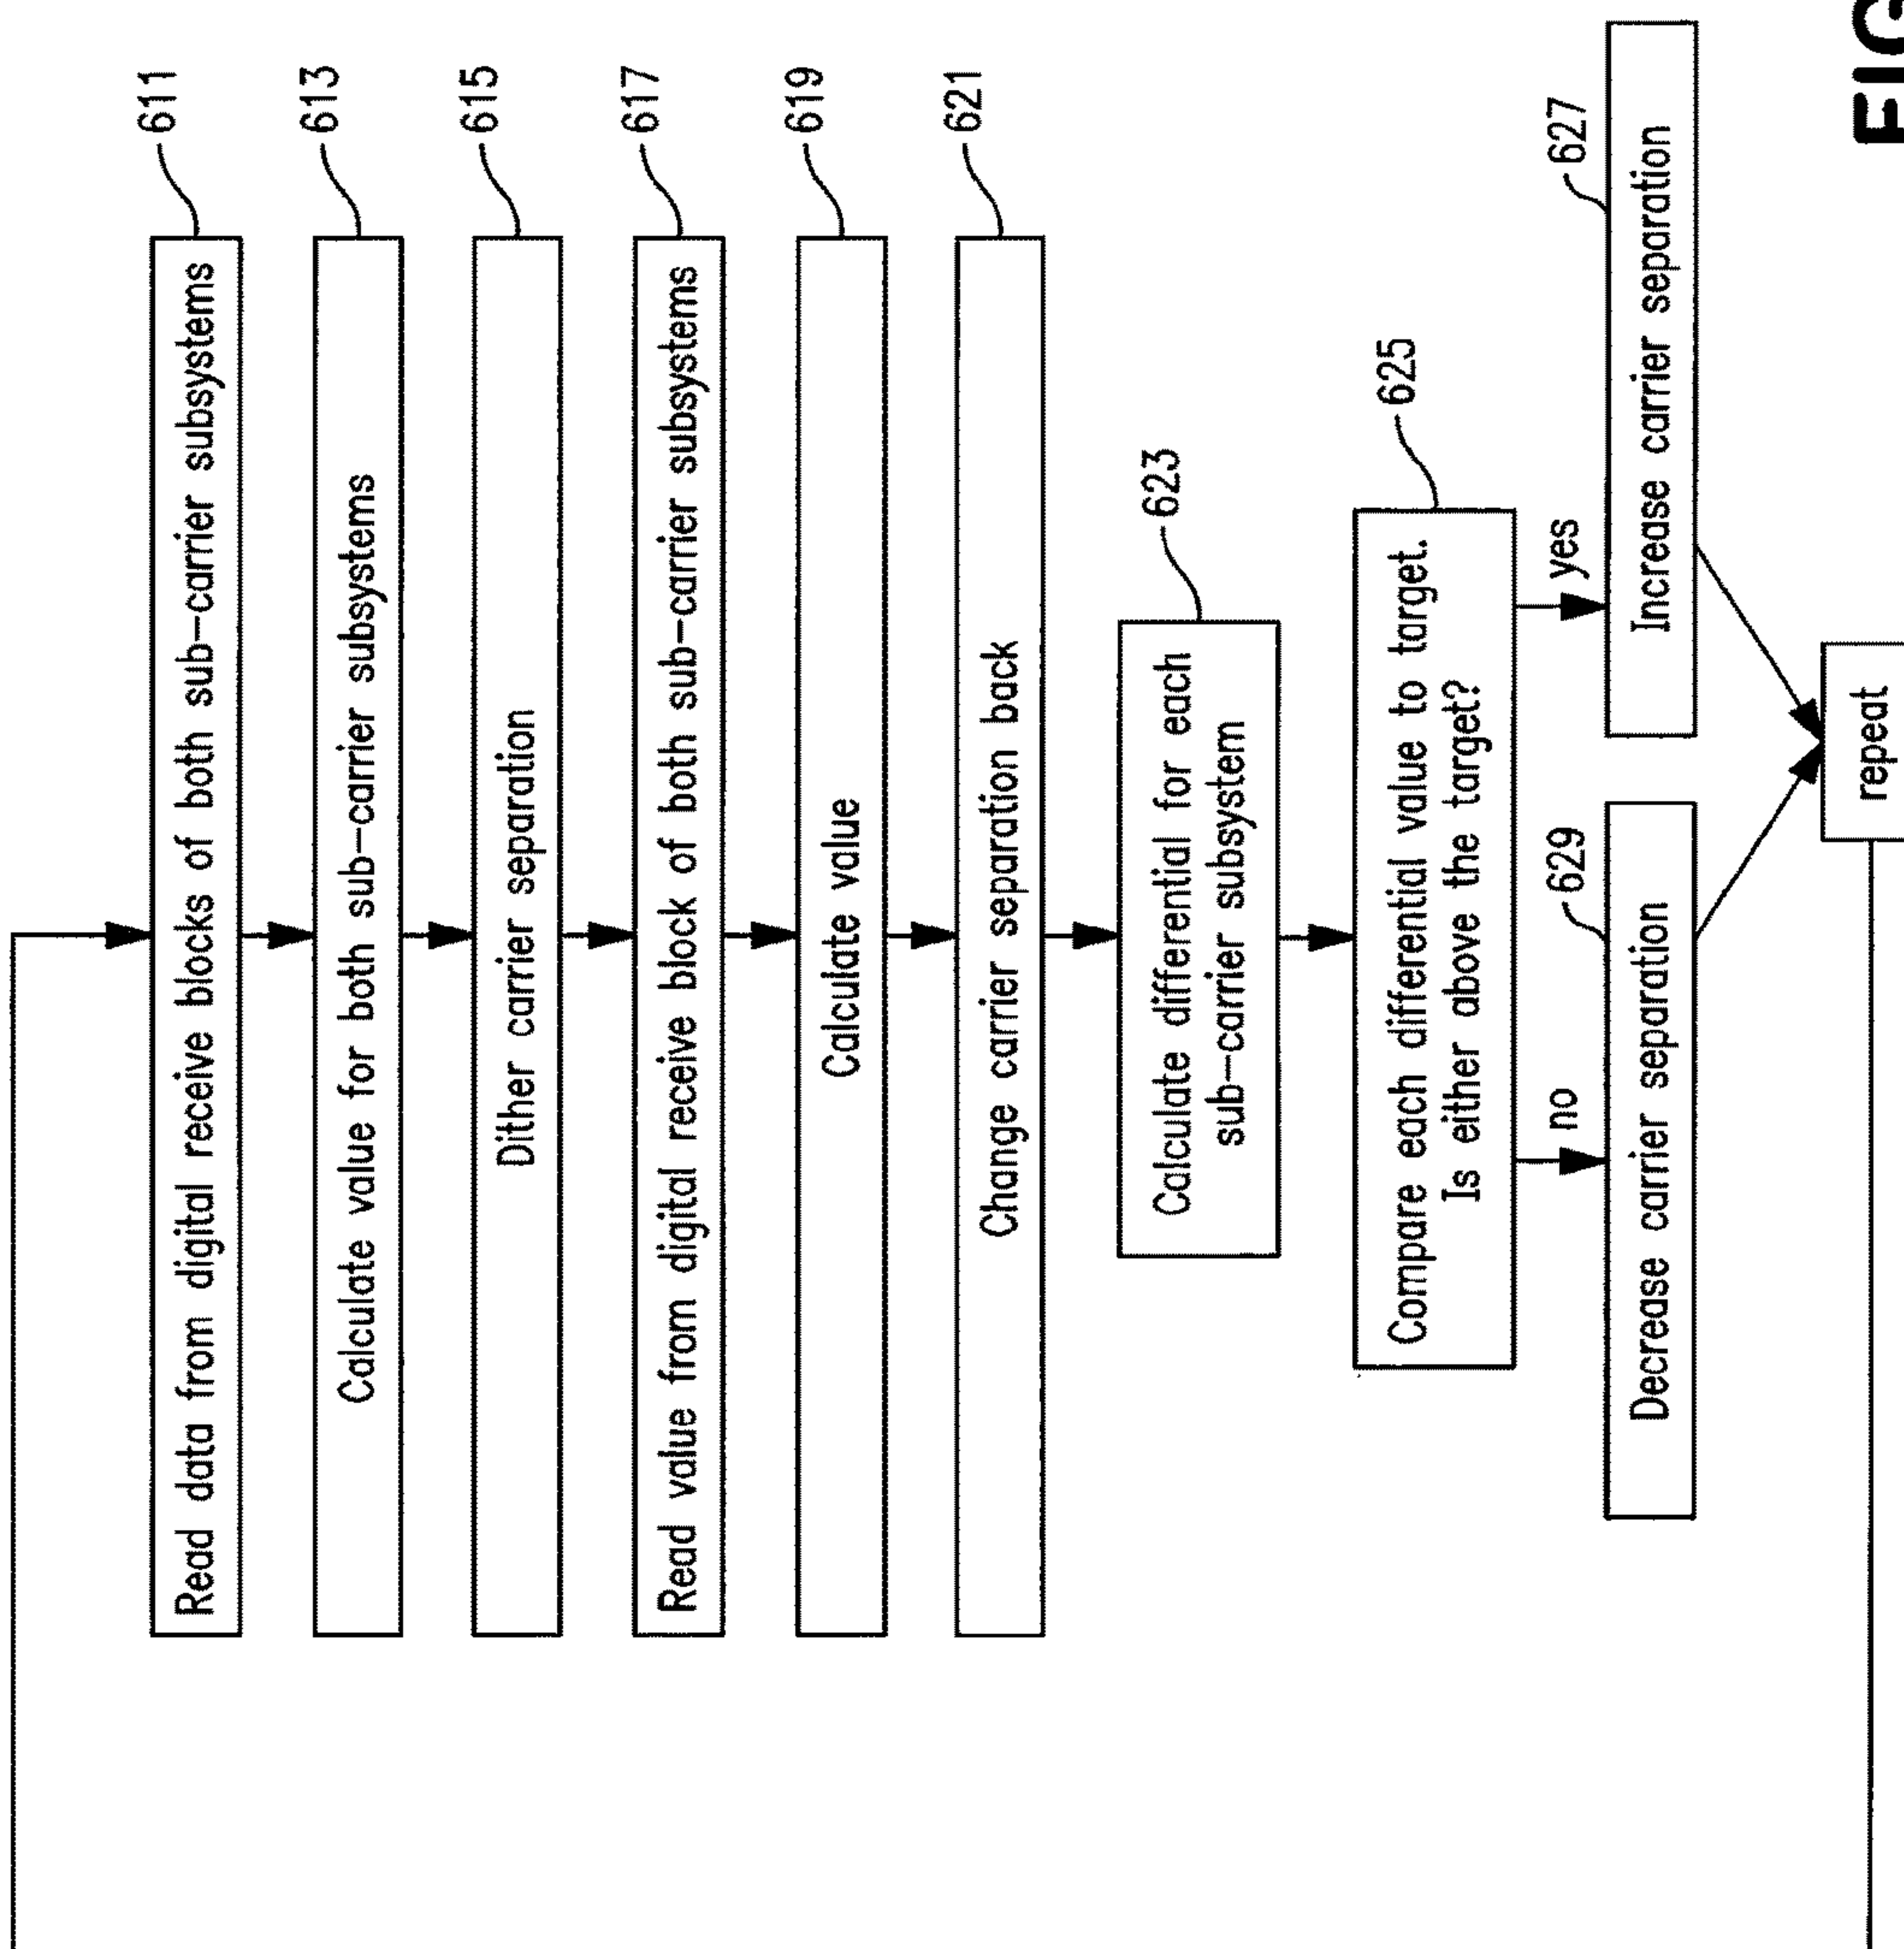 Read data from digital receive blocks of both sub-carrier subsystems
611
Calculate value for both sub-carrier subsystems
613
Dither carrier separation
615
Read value from digital receive block of both sub-carrier subsystems
617
Calculate value
619
Change carrier separation back
621
Calculate differential for each
sub-carrier subsystem
623
Compare each differential value to target.
Is either above the target?
625
no
yes
629
Decrease carrier separation
627
Increase carrier separation
repeat
FIG